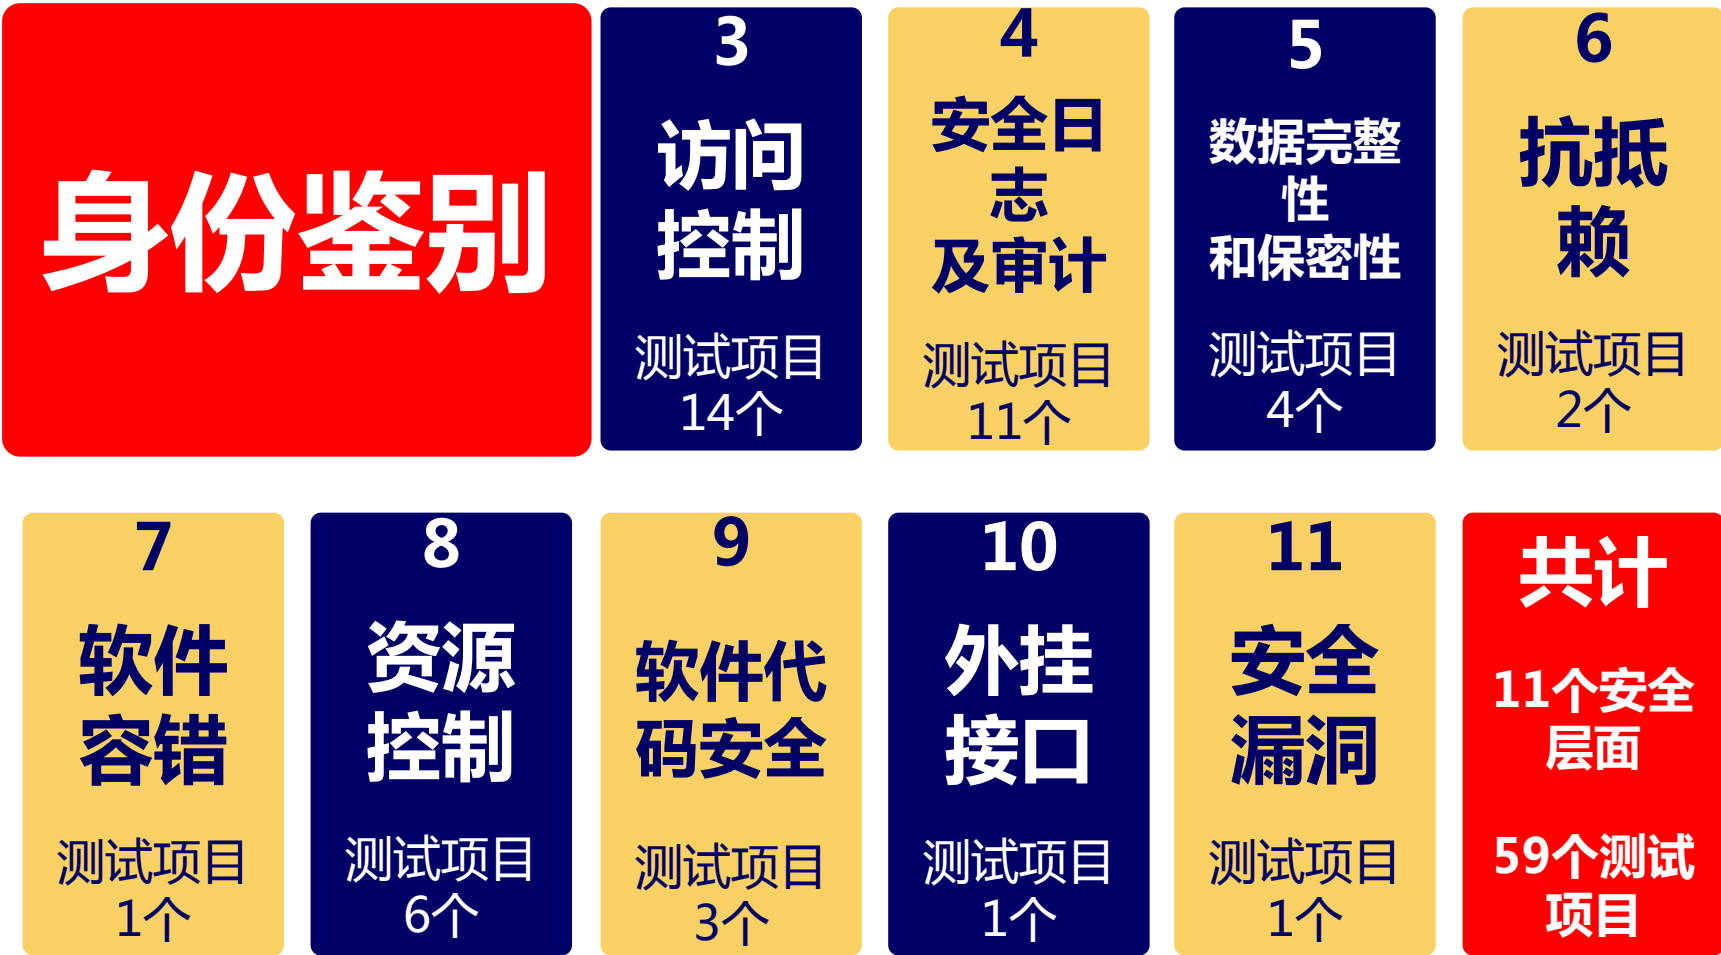 身份鉴别
3
访问
控制
测试项目
14个
4
安全日
志
及审计
测试项目
11个
5
数据完整
性
和保密性
测试项目
4个
6
抗抵
赖
测试项目
2个
7
软件
容错
测试项目
1个
8
资源
控制
测试项目
6个
9
软件代
码安全
测试项目
3个
10
外挂
接口
测试项目
1个
11
安全
漏洞
测试项目
1个
共计
11个安全
层面
59个测试
项目